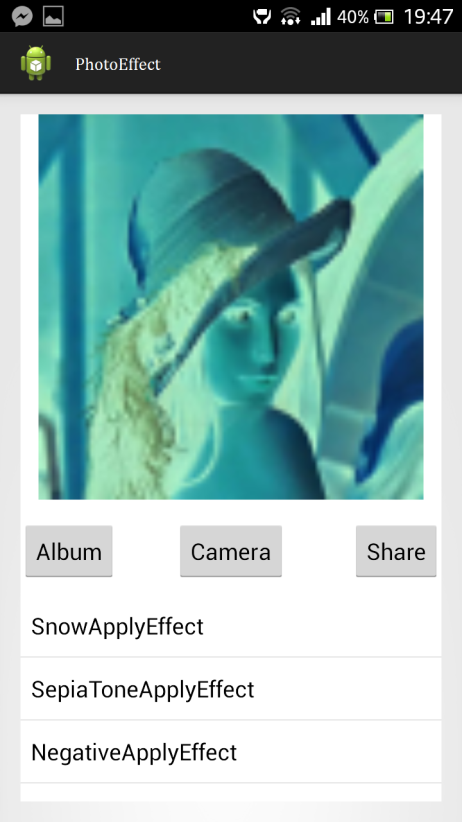 40% 19:47
PhotoEffect
Album Camera Share
SnowApplyEffect
SepiaToneApplyEffect
NegativeApplyEffect